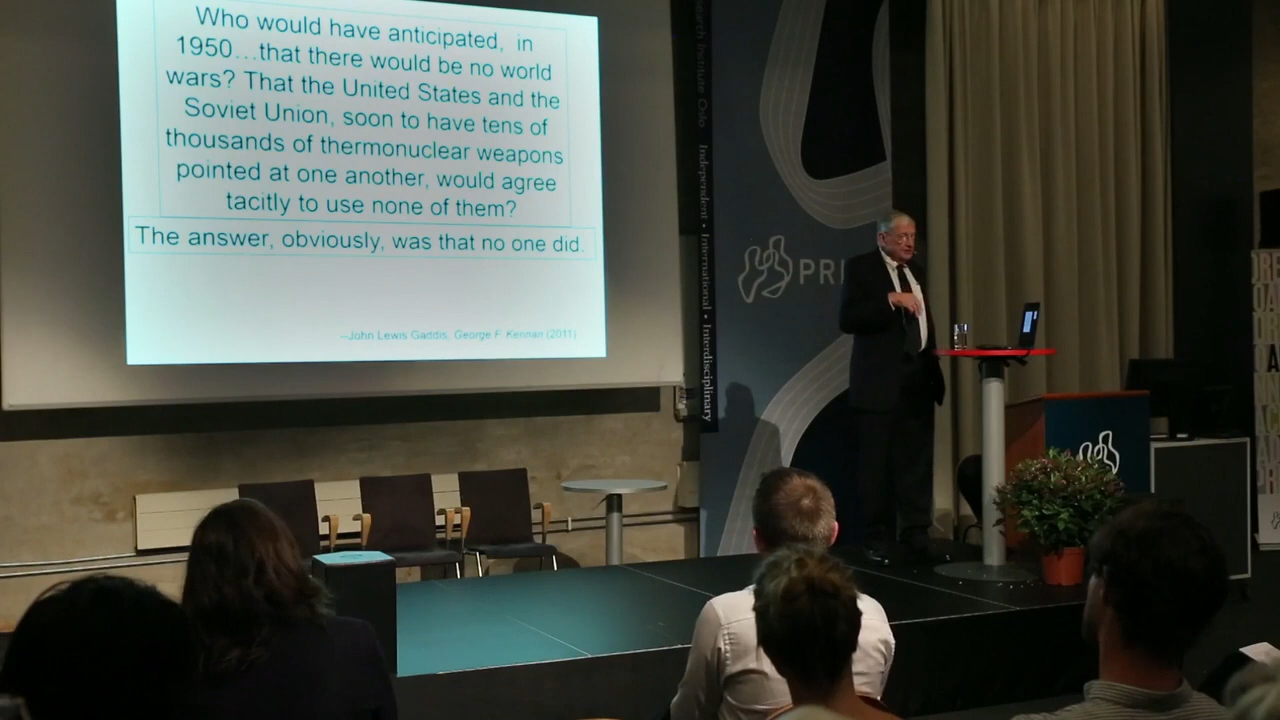 Who would have anticipated, in
1950…that there would be no world
wars? That the United States and the
Soviet Union, soon to have tens of
thousands of thermonuclear weapons
pointed at one another, would agree
tacitly to use none of them?
The answer, obviously, was that no one did.
--John Lewis Gaddis, George F. Kennan (2011)
search Institute Oslo Independent • International • Interdisciplinary
PRI